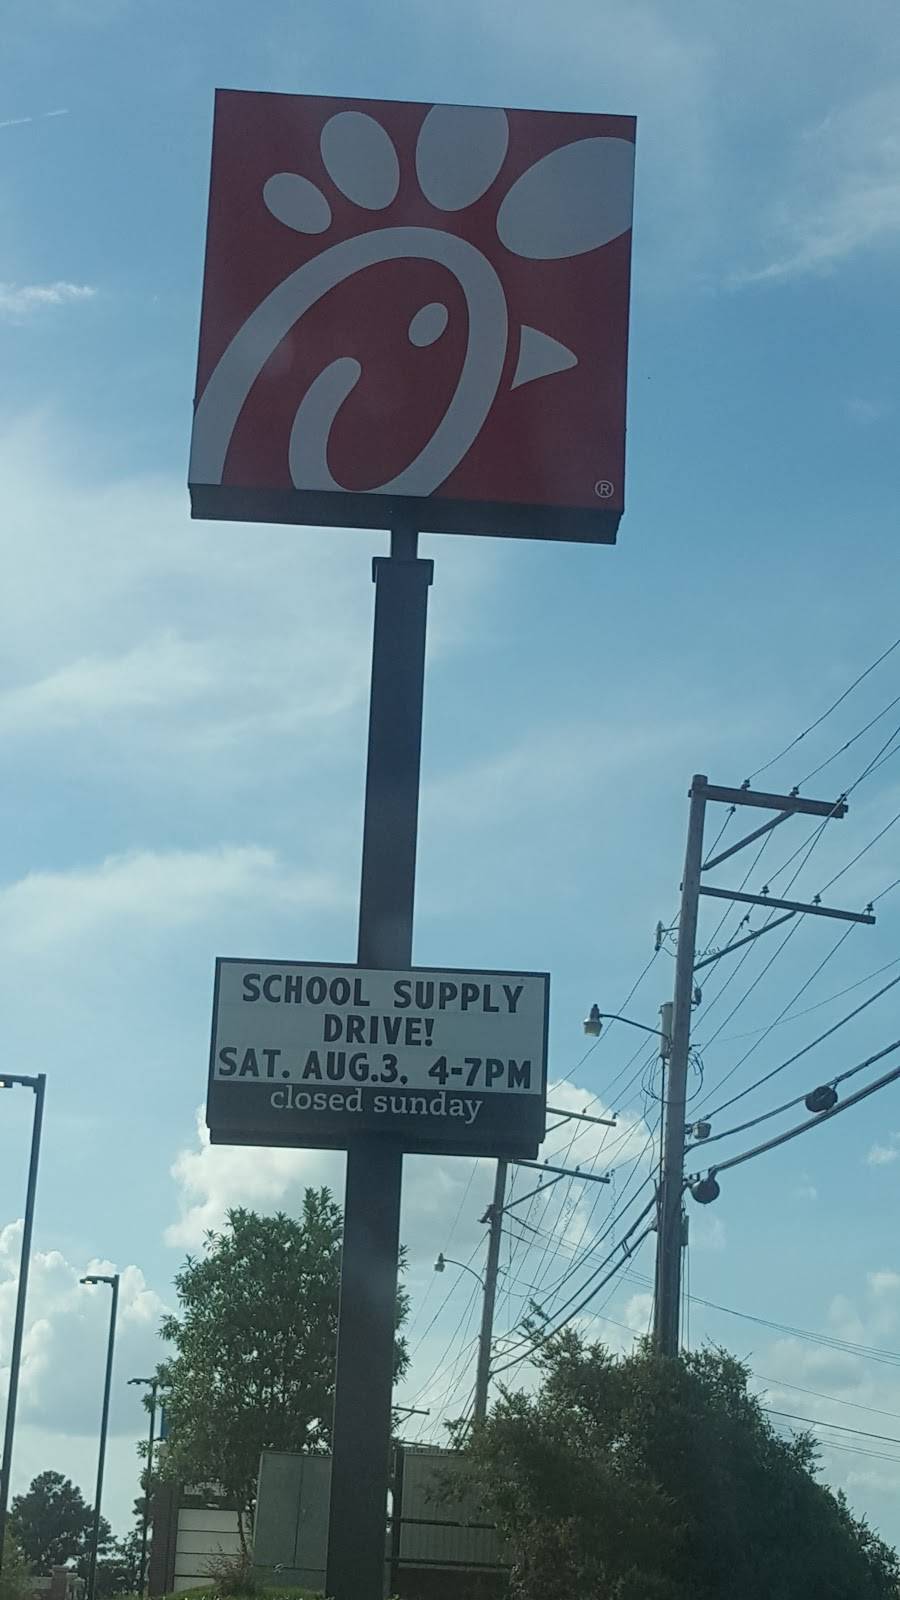 ®
SCHOOL SUPPLY
DRIVE!
SAT. AUG.3, 4-7PM
closed sunday